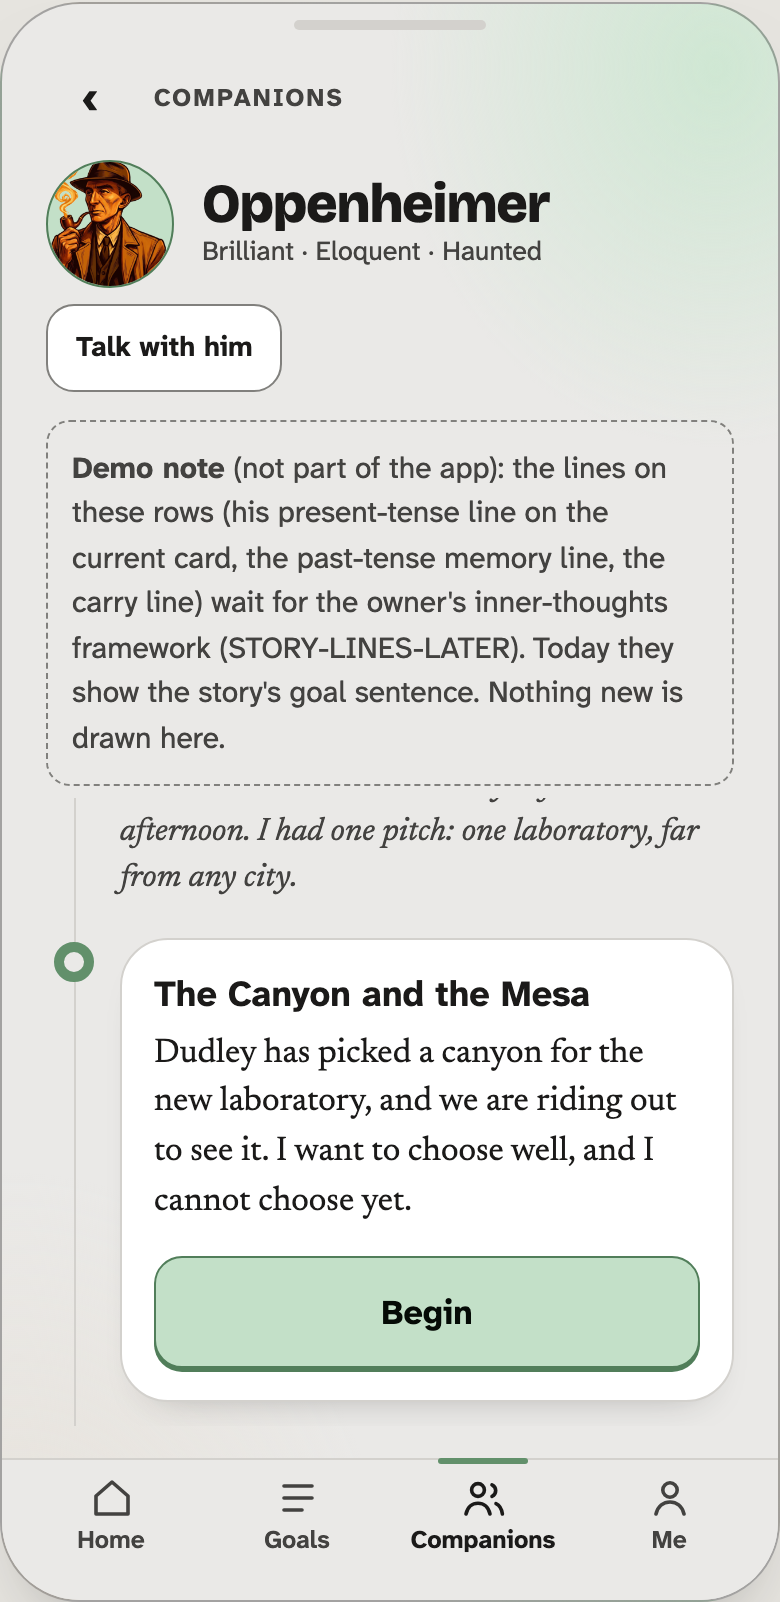 COMPANIONS
Oppenheimer
Brilliant · Eloquent · Haunted
Talk with him
Demo note (not part of the app): the lines on
these rows (his present-tense line on the
current card, the past-tense memory line, the
carry line) wait for the owner's inner-thoughts
framework (STORY-LINES-LATER). Today they
show the story's goal sentence. Nothing new is
drawn here.
afternoon. I had one pitch: one laboratory, far
from any city.
The Canyon and the Mesa
Dudley has picked a canyon for the
new laboratory, and we are riding out
to see it. I want to choose well, and I
cannot choose yet.
Begin
Home
Goals
Companions
Me